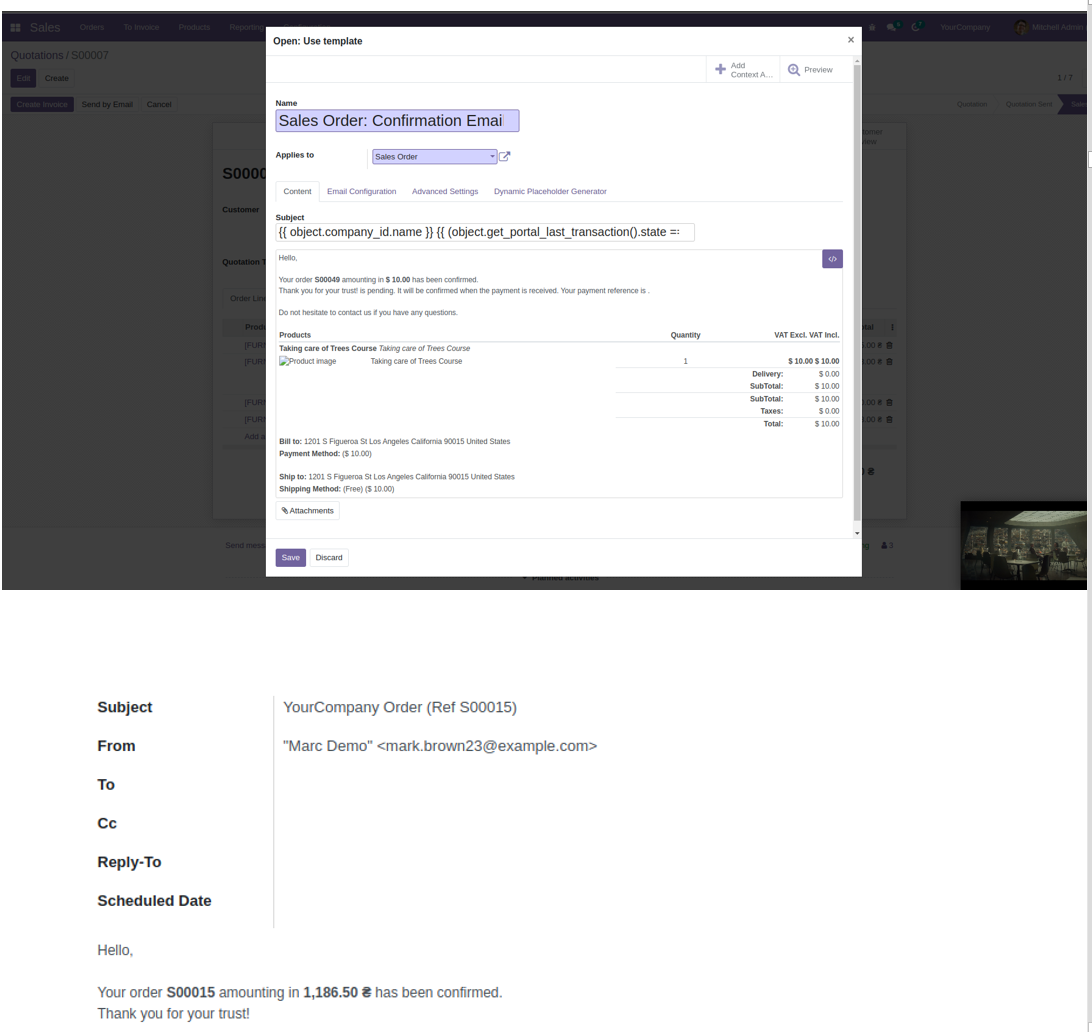 Sales Orders To Invoice Products Reporting YourCompany Mitchell Admin
Open: Use template ×
Quotations / S00007
Edit Create
1 / 7
Add
Context A... Preview
Create Invoice Send by Email Cancel
Quotation Quotation Sent
Name
Sales Order: Confirmation Emai
Applies to Sales Order
S0000
Customer
Quotation T
Content Email Configuration Advanced Settings Dynamic Placeholder Generator
Subject
{{ object.company_id.name }} {{ (object.get_portal_last_transaction().state =:
Hello,
</>
Your order S00049 amounting in $ 10.00 has been confirmed.
Thank you for your trust! is pending. It will be confirmed when the payment is received. Your payment reference is .
Order Line
Do not hesitate to contact us if you have any questions.
Produ
Products Quantity VAT Excl. VAT Incl.
[FURN
Taking care of Trees Course Taking care of Trees Course
[FURN
Product image Taking care of Trees Course 1 $ 10.00 $ 10.00
Delivery: $ 0.00
SubTotal: $ 10.00
[FURN
SubTotal: $ 10.00
Taxes: $ 0.00
[FURN
Total: $ 10.00
Add a
Bill to: 1201 S Figueroa St Los Angeles California 90015 United States
Payment Method: ($ 10.00)
Ship to: 1201 S Figueroa St Los Angeles California 90015 United States
Shipping Method: (Free) ($ 10.00)
Attachments
Send mess
3
Save Discard
Planned activities
Subject YourCompany Order (Ref S00015)
From "Marc Demo" <mark.brown23@example.com>
To
Cc
Reply-To
Scheduled Date
Hello,
Your order S00015 amounting in 1,186.50 ₴ has been confirmed.
Thank you for your trust!